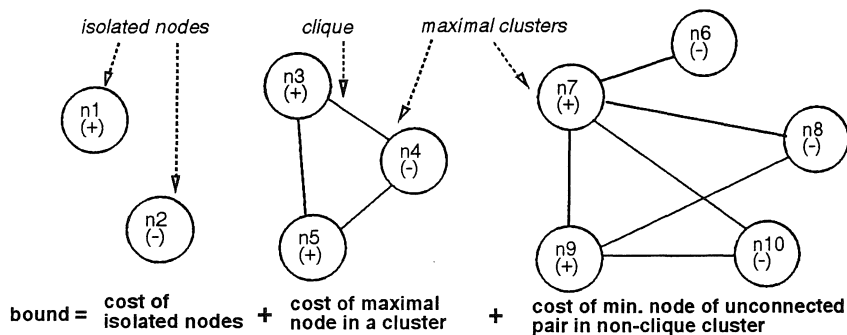 isolated nodes
clique
maximal clusters
n1
(+)
n2
(-)
n3
(+)
n4
(-)
n5
(+)
n6
(-)
n7
(+)
n8
(-)
n9
(+)
n10
(-)
bound = cost of isolated nodes + cost of maximal node in a cluster + cost of min. node of unconnected pair in non-clique cluster